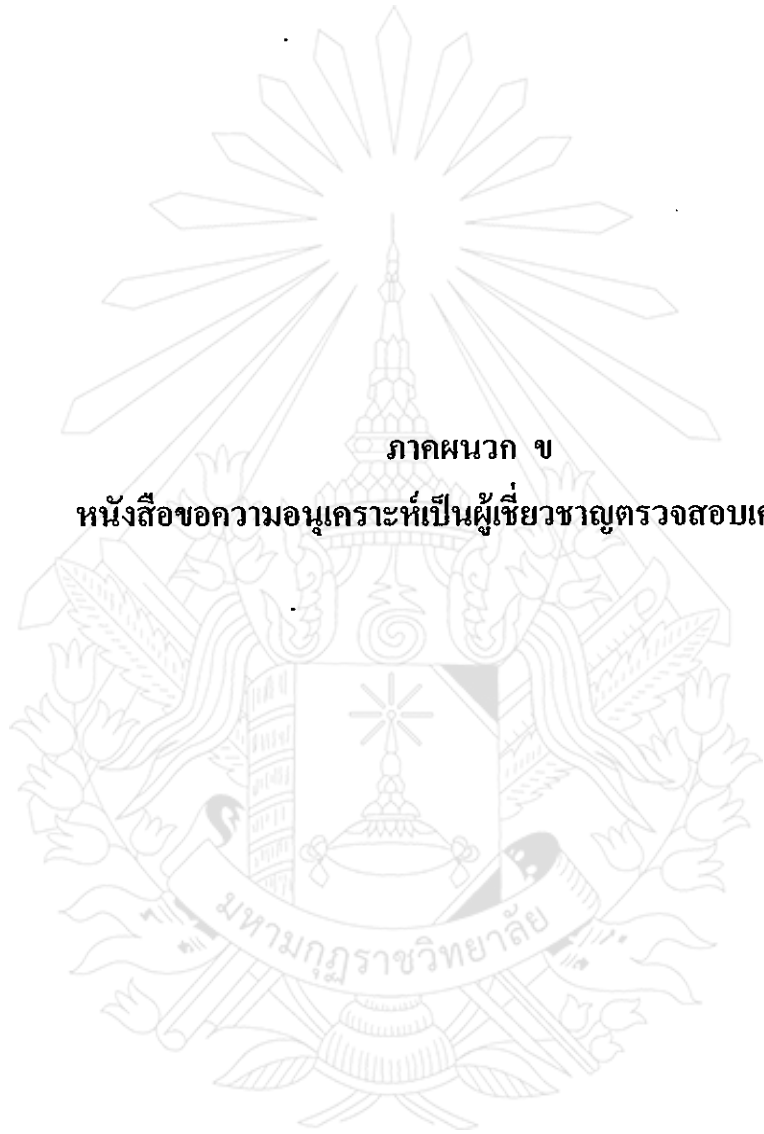 ภาคผนวก ข
หนังสือขอความอนุเคราะห์เป็นผู้เชี่ยวชาญตรวจสอบเ
มหามกุฏราชวิทยาลัย